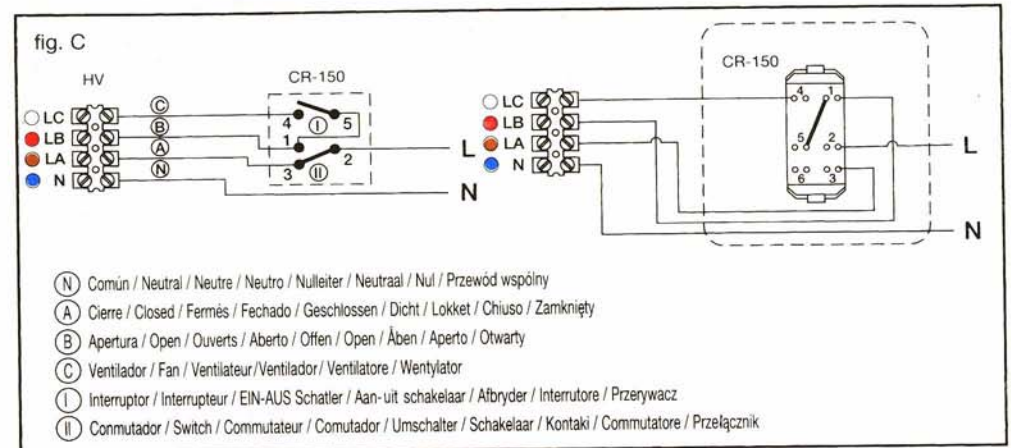 fig. C
HV
CR-150
LC
LB
LA
N
C
B
A
N
4
5
I
1
2
3
II
L
N
CR-150
LC
LB
LA
N
4 1
5 2
6 3
L
N
N Común / Neutral / Neutre / Neutro / Nulleiter / Neutraal / Nul / Przewód wspólny
A Cierre / Closed / Fermés / Fechado / Geschlossen / Dicht / Lokket / Chiuso / Zamknięty
B Apertura / Open / Ouverts / Aberto / Offen / Open / Åben / Aperto / Otwarty
C Ventilador / Fan / Ventilateur/Ventilador/ Ventilatore / Wentylator
I Interruptor / Interrupteur / EIN-AUS Schatler / Aan-uit schakelaar / Afbryder / Interrutore / Przerywacz
II Conmutador / Switch / Commutateur / Comutador / Umschalter / Schakelaar / Kontaki / Commutatore / Przełącznik